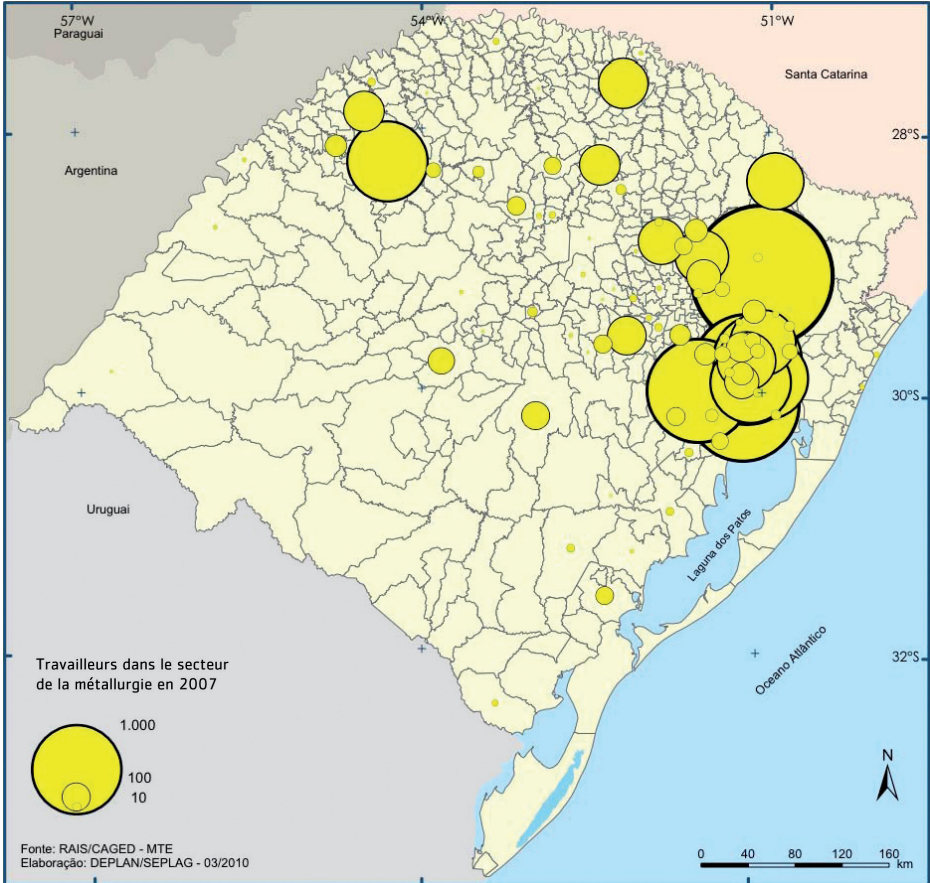 57°W
54°W
51°W
Paraguai
Santa Catarina
28°S
Argentina
30°S
Uruguai
Laguna dos Patos
Oceano Atlântico
32°S
Travailleurs dans le secteur
de la métallurgie en 2007
1.000
100
10
N
Fonte: RAIS/CAGED - MTE
Elaboração: DEPLAN/SEPLAG - 03/2010
0 40 80 120 160 km